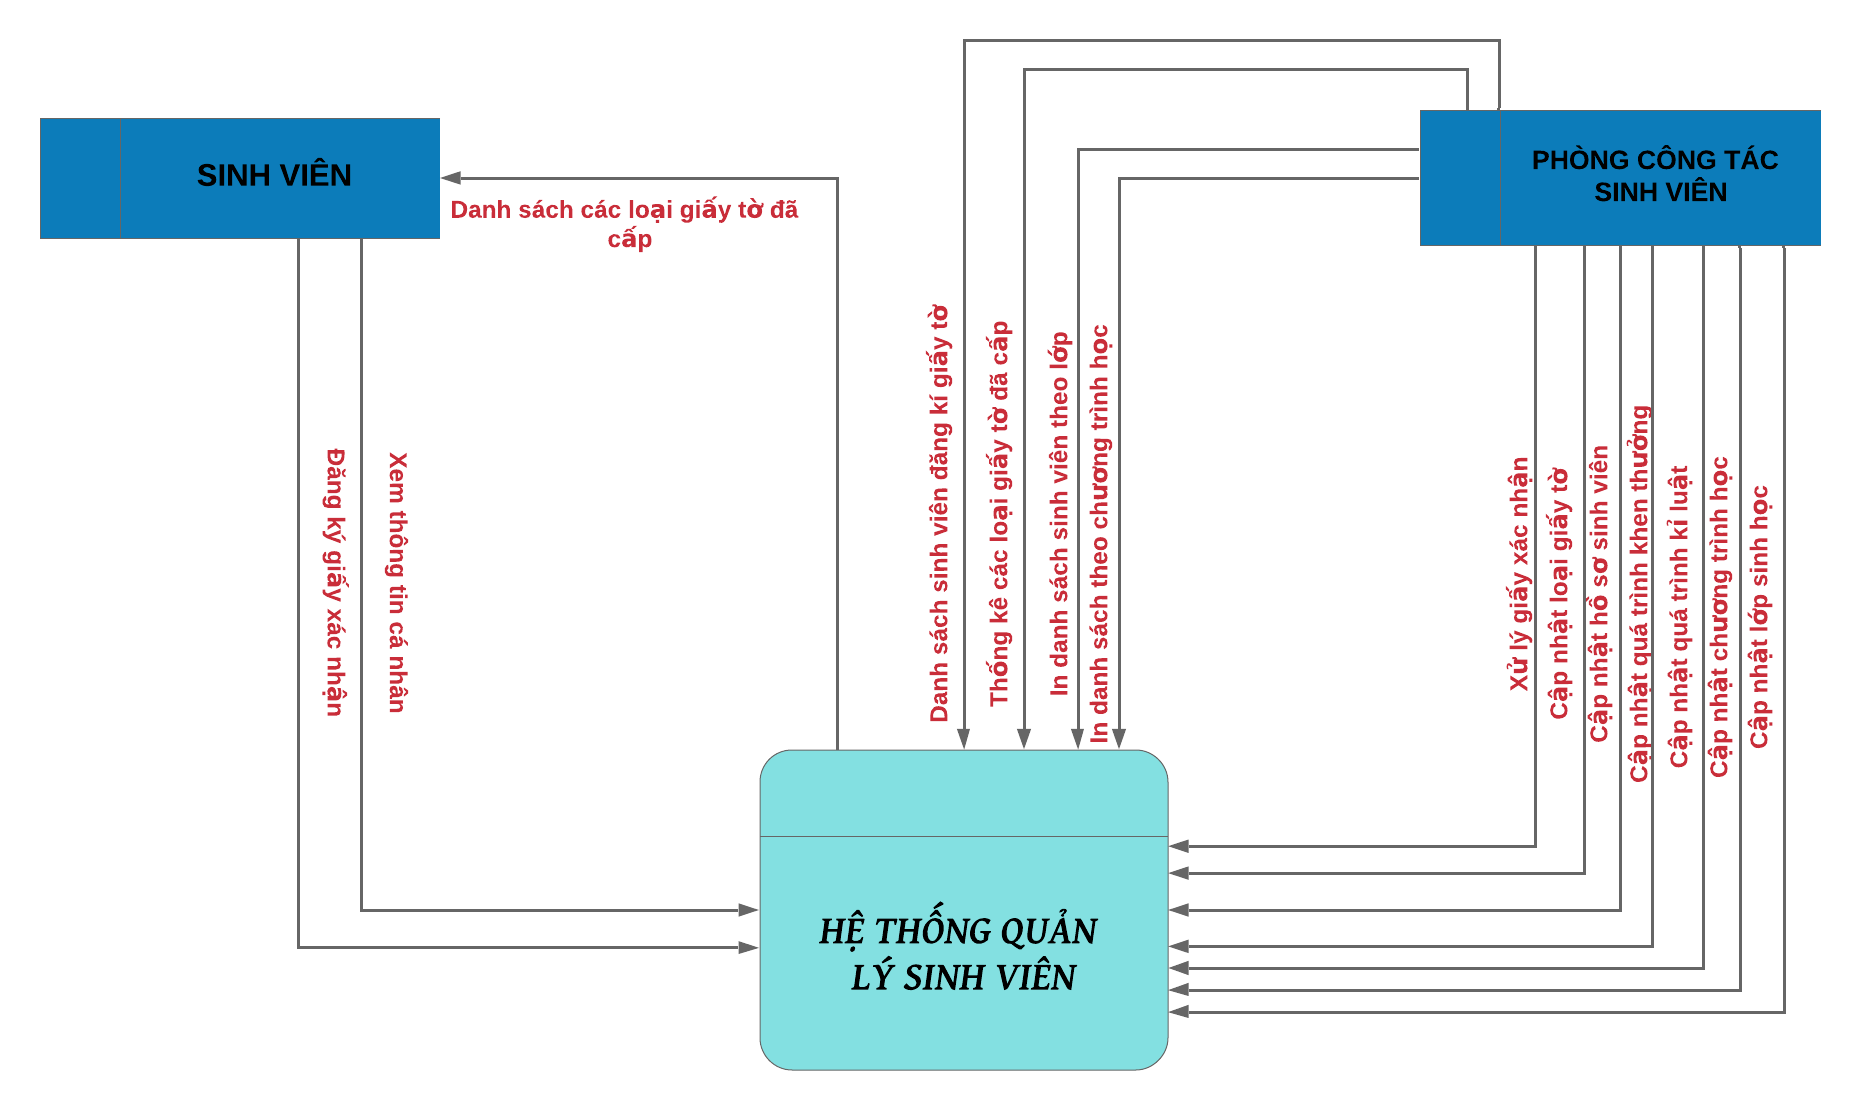 SINH VIÊN
PHÒNG CÔNG TÁC
SINH VIÊN
Danh sách các loại giấy tờ đã
cấp
Đăng ký giấy xác nhận
Xem thông tin cá nhân
Danh sách sinh viên đăng kí giấy tờ
Thống kê các loại giấy tờ đã cấp
In danh sách sinh viên theo lớp
In danh sách theo chương trình học
Xử lý giấy xác nhận
Cập nhật loại giấy tờ
Cập nhật hồ sơ sinh viên
Cập nhật quá trình khen thưởng
Cập nhật quá trình kỉ luật
Cập nhật chương trình học
Cập nhật lớp sinh học
HỆ THỐNG QUẢN
LÝ SINH VIÊN